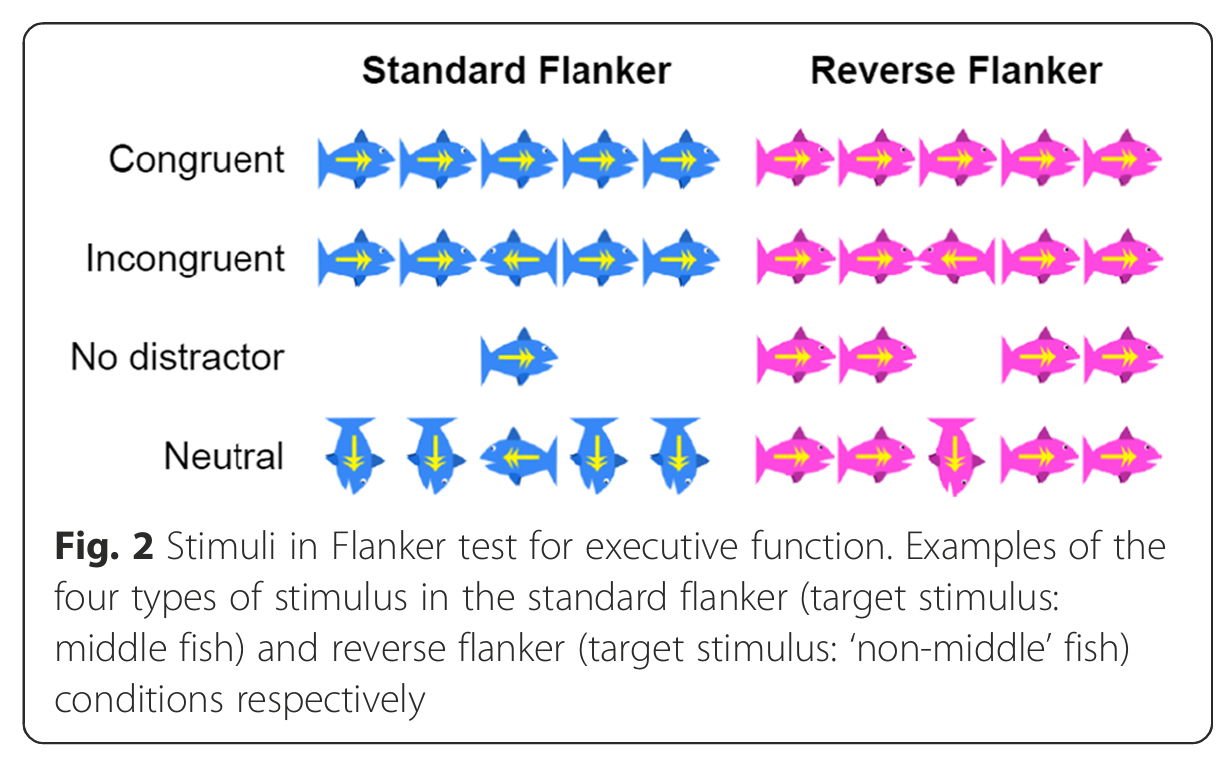 Standard Flanker Reverse Flanker
Congruent
Incongruent
No distractor
Neutral
Fig. 2 Stimuli in Flanker test for executive function. Examples of the
four types of stimulus in the standard flanker (target stimulus:
middle fish) and reverse flanker (target stimulus: ‘non-middle’ fish)
conditions respectively